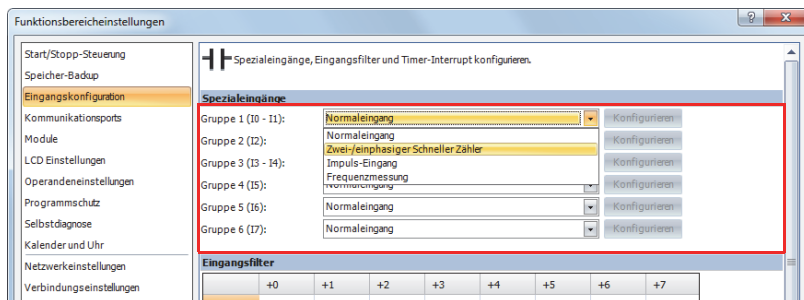 Funktionsbereicheinstellungen
Start/Stopp-Steuerung
Speicher-Backup
Eingangskonfiguration
Kommunikationsports
Module
LCD Einstellungen
Operandeneinstellungen
Programmschutz
Selbstdiagnose
Kalender und Uhr
Netzwerkeinstellungen
Verbindungseinstellungen
Spezialeingänge, Eingangsfilter und Timer-Interrupt konfigurieren.
Spezialeingänge
Gruppe 1 (I0 - I1): Normaleingang Konfigurieren
Normaleingang
Zwei-/einphasiger Schneller Zähler
Impuls-Eingang
Frequenzmessung
Gruppe 2 (I2): Konfigurieren
Gruppe 3 (I3 - I4): Konfigurieren
Gruppe 4 (I5): Normaleingang Konfigurieren
Gruppe 5 (I6): Normaleingang Konfigurieren
Gruppe 6 (I7): Normaleingang Konfigurieren
Eingangsfilter
+0 +1 +2 +3 +4 +5 +6 +7